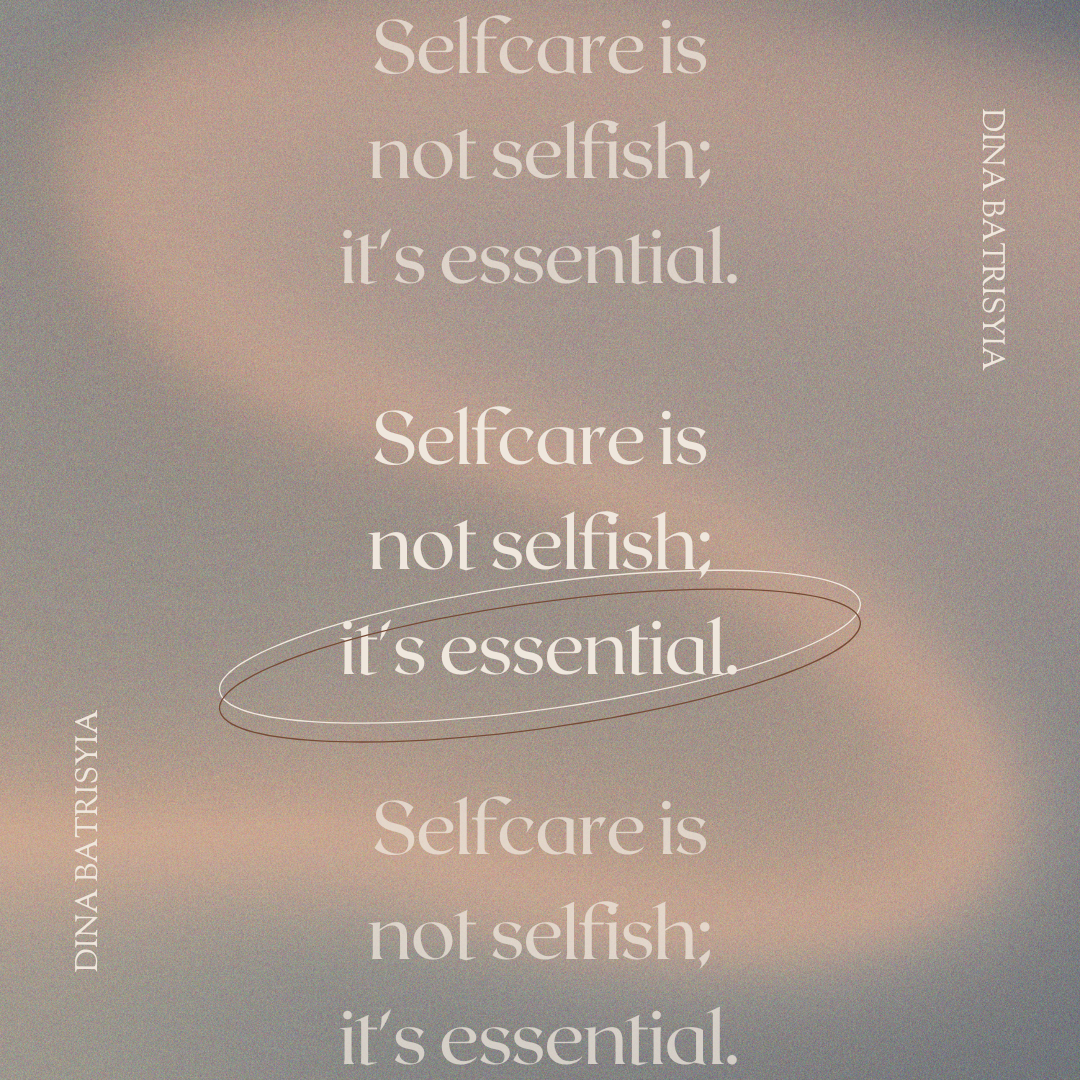 Selfcare is
not selfish;
it's essential.
DINA BATRISYIA
Selfcare is
not selfish;
it's essential.
DINA BATRISYIA
Selfcare is
not selfish;
it's essential.